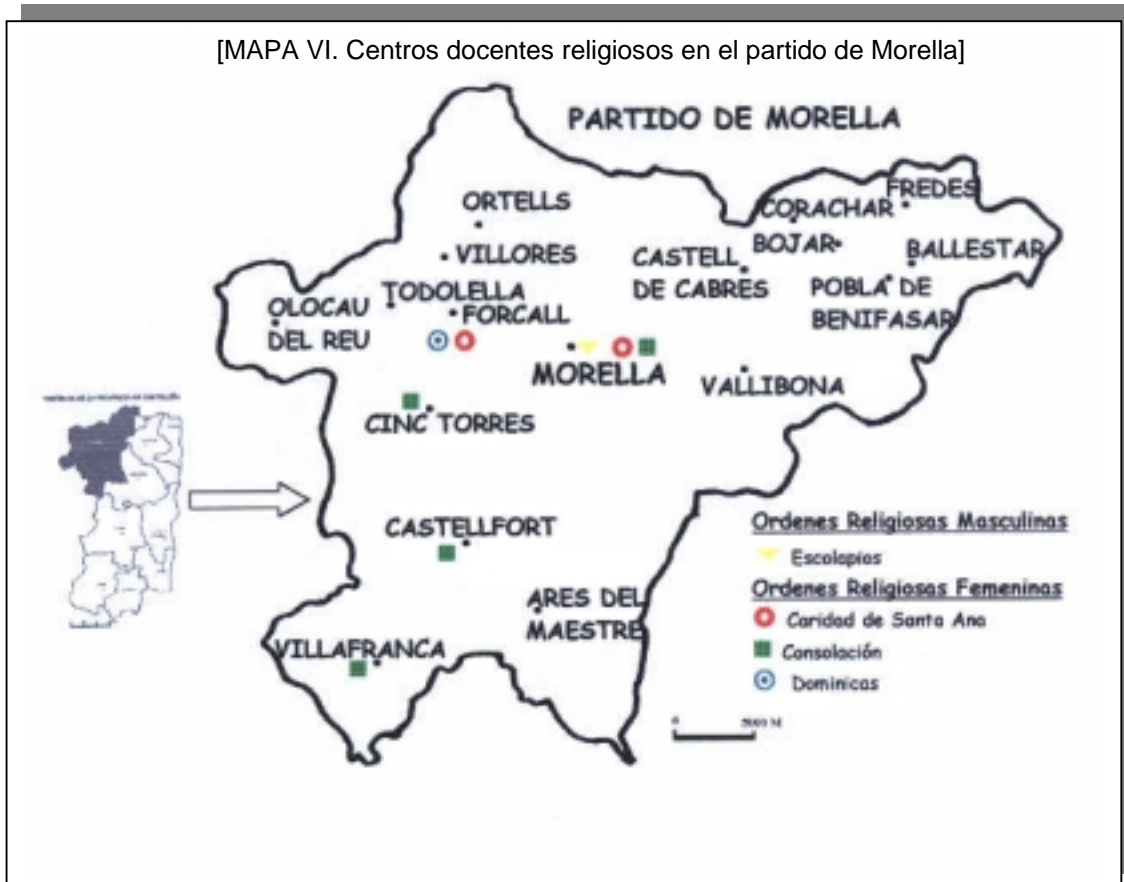 [MAPA VI. Centros docentes religiosos en el partido de Morella]
PARTIDO DE MORELLA
FREDES
ORTELLS
CORACHAR
BOJAR
BALLESTAR
VILLORES
CASTELL
DE CABRES
TODOLELLA
POBLA DE
BENIFASAR
OLOCAU
DEL REU
FORCALL
MORELLA
VALLIBONA
CINC TORRES
CASTELLFORT
Ordenes Religiosas Masculinas
Escolapios
Ordenes Religiosas Femeninas
ARES DEL
MAESTRE
Caridad de Santa Ana
VILLAFRANCA
Consolación
Dominicas
0